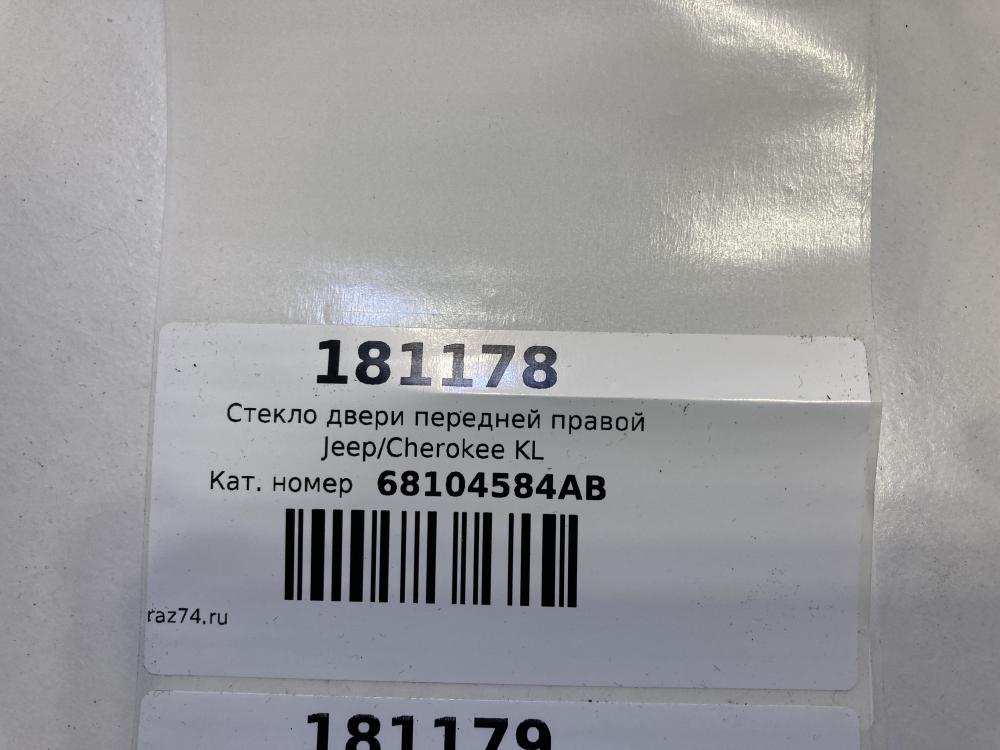 181178
Стекло двери передней правой
Jeep/Cherokee KL
Кат. номер 68104584AB
raz74.ru
181179